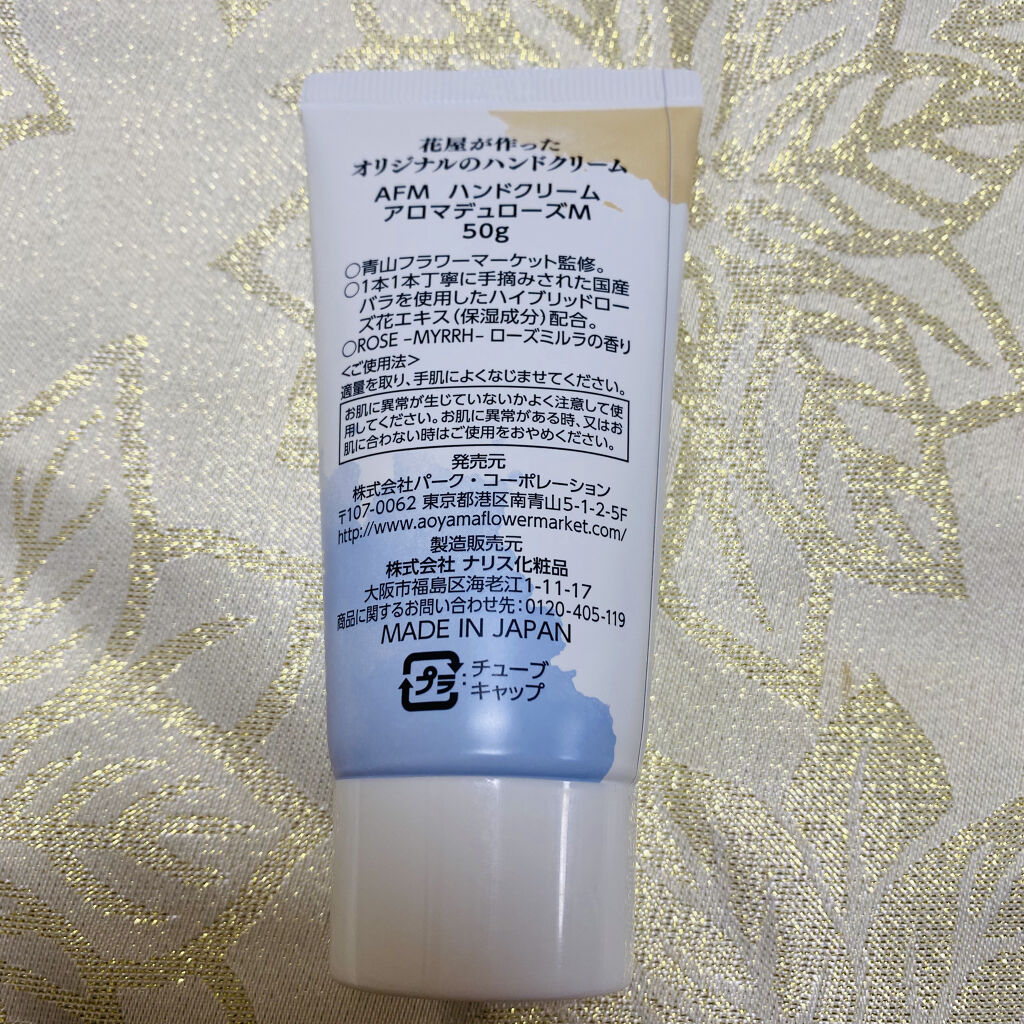 花屋が作った
オリジナルのハンドクリーム
AFM ハンドクリーム
アロマデュローズM
50g
○青山フラワーマーケット監修。
○1本1本丁寧に手摘みされた国産
バラを使用したハイブリッドロー
ズ花エキス(保湿成分)配合。
○ROSE -MYRRH- ローズミルラの香り
<ご使用法>
適量を取り、手肌によくなじませてください。
お肌に異常が生じていないかよく注意して使
用してください。お肌に異常がある時、又はお
肌に合わない時はご使用をおやめください。
発売元
株式会社パーク・コーポレーション
〒107-0062 東京都港区南青山5-1-2-5F
http://www.aoyamaflowermarket.com/
製造販売元
株式会社 ナリス化粧品
大阪市福島区海老江1-11-17
商品に関するお問い合わせ先:0120-405-119
MADE IN JAPAN
プラ:チューブ
キャップ